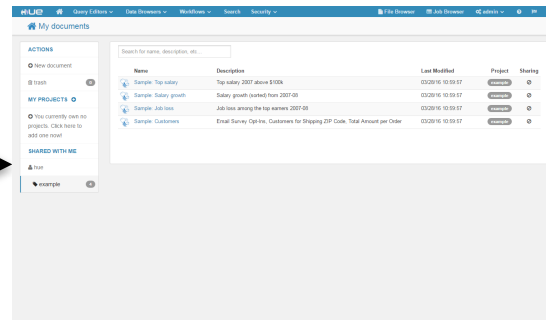 HUE Query Editors Data Browsers Workflows Search Security File Browser Job Browser admin
My documents
ACTIONS
New document
trash 0
MY PROJECTS
You currently own no
projects. Click here to
add one now!
SHARED WITH ME
hue
example 4
Search for name, description, etc...
Name Description Last Modified Project Sharing
Sample: Top salary Top salary 2007 above $100k 03/28/16 10:59:57 example
Sample: Salary growth Salary growth (sorted) from 2007-08 03/28/16 10:59:57 example
Sample: Job loss Job loss among the top earners 2007-08 03/28/16 10:59:57 example
Sample: Customers Email Survey Opt-Ins, Customers for Shipping ZIP Code, Total Amount per Order 03/28/16 10:59:57 example